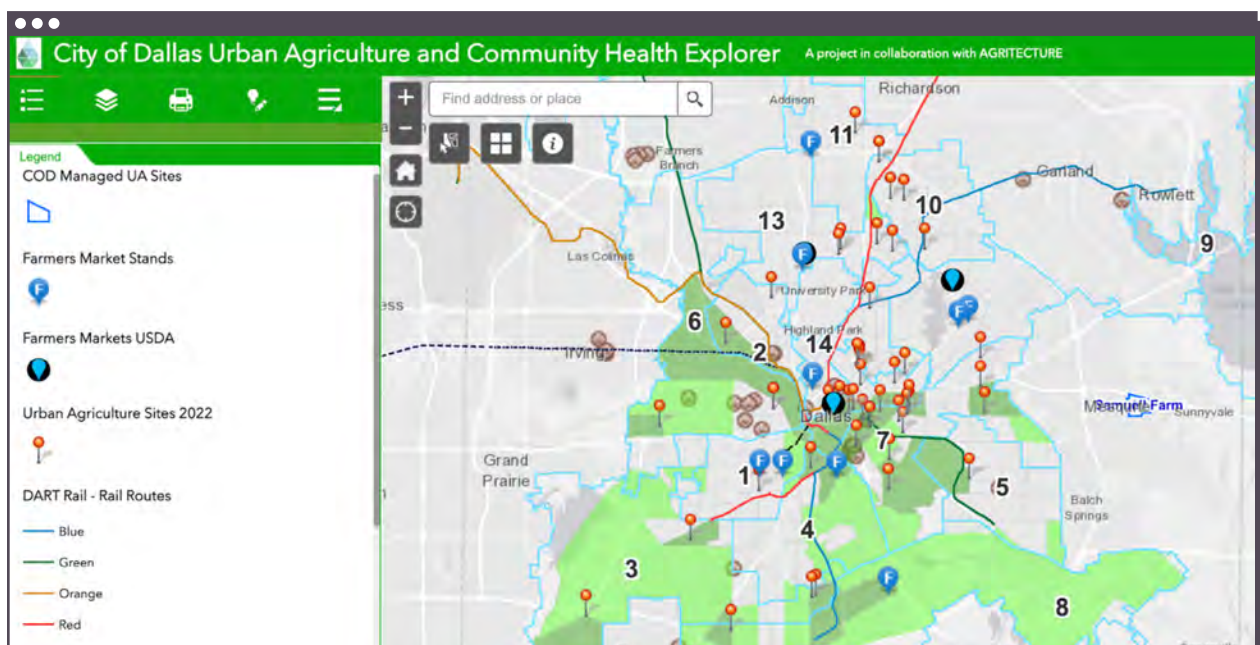 City of Dallas Urban Agriculture and Community Health Explorer
A project in collaboration with AGRITECTURE
Find address or place
Legend
COD Managed UA Sites
Farmers Market Stands
F
Farmers Markets USDA
Urban Agriculture Sites 2022
DART Rail - Rail Routes
Blue
Green
Orange
Red
Addison
Richardson
F
11
Farmers
Branch
Garland
10
Rowlett
13
9
Las Colinas
F
University Park
F
F
6
Highland Park
14
2
Irving
F
Dallas
Samuell Farm
Sunnyvale
7
Grand
Prairie
1
F
F
F
5
Balch
Springs
4
3
F
8